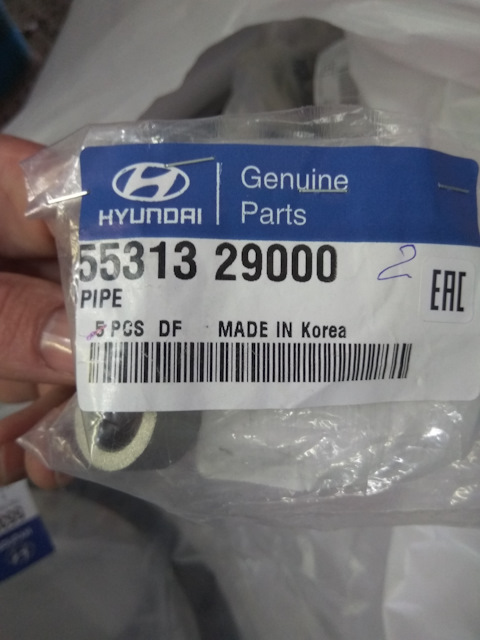 HYUNDAI
Genuine
Parts
55313 29000
2
PIPE
EAC
5 PCS DF MADE IN Korea